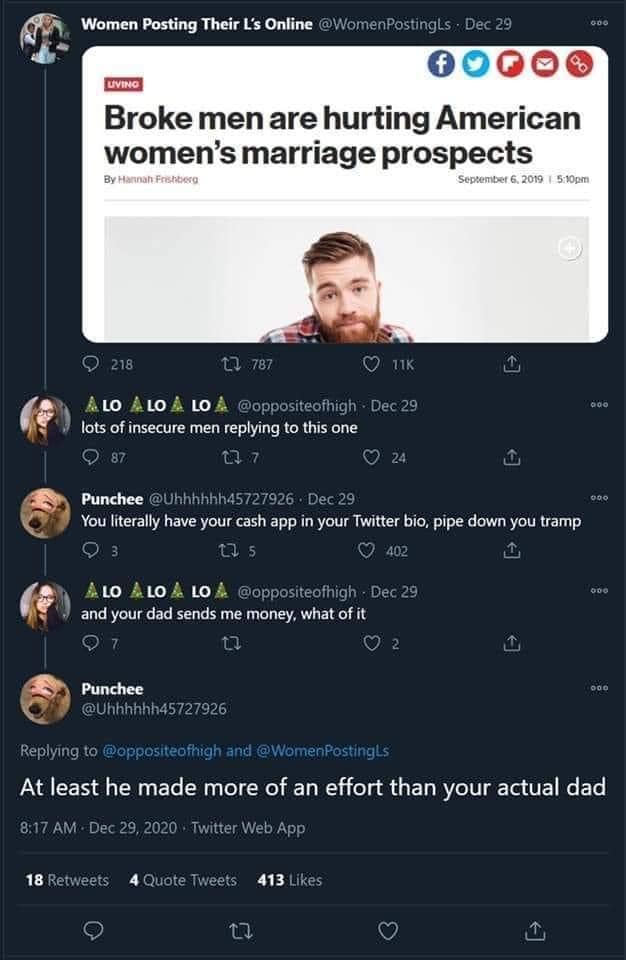 Women Posting Their L's Online @WomenPostingLs · Dec 29
LIVING
Broke men are hurting American
women's marriage prospects
By Hannah Frishberg September 6, 2019 | 5:10pm
218 787 11K
🎄LO 🎄LO🎄 LO🎄 @oppositeofhigh · Dec 29
lots of insecure men replying to this one
87 7 24
Punchee @Uhhhhhh45727926 · Dec 29
You literally have your cash app in your Twitter bio, pipe down you tramp
3 5 402
🎄LO 🎄LO🎄 LO🎄 @oppositeofhigh · Dec 29
and your dad sends me money, what of it
7 2
Punchee
@Uhhhhhh45727926
Replying to @oppositeofhigh and @WomenPostingLs
At least he made more of an effort than your actual dad
8:17 AM · Dec 29, 2020 · Twitter Web App
18 Retweets 4 Quote Tweets 413 Likes